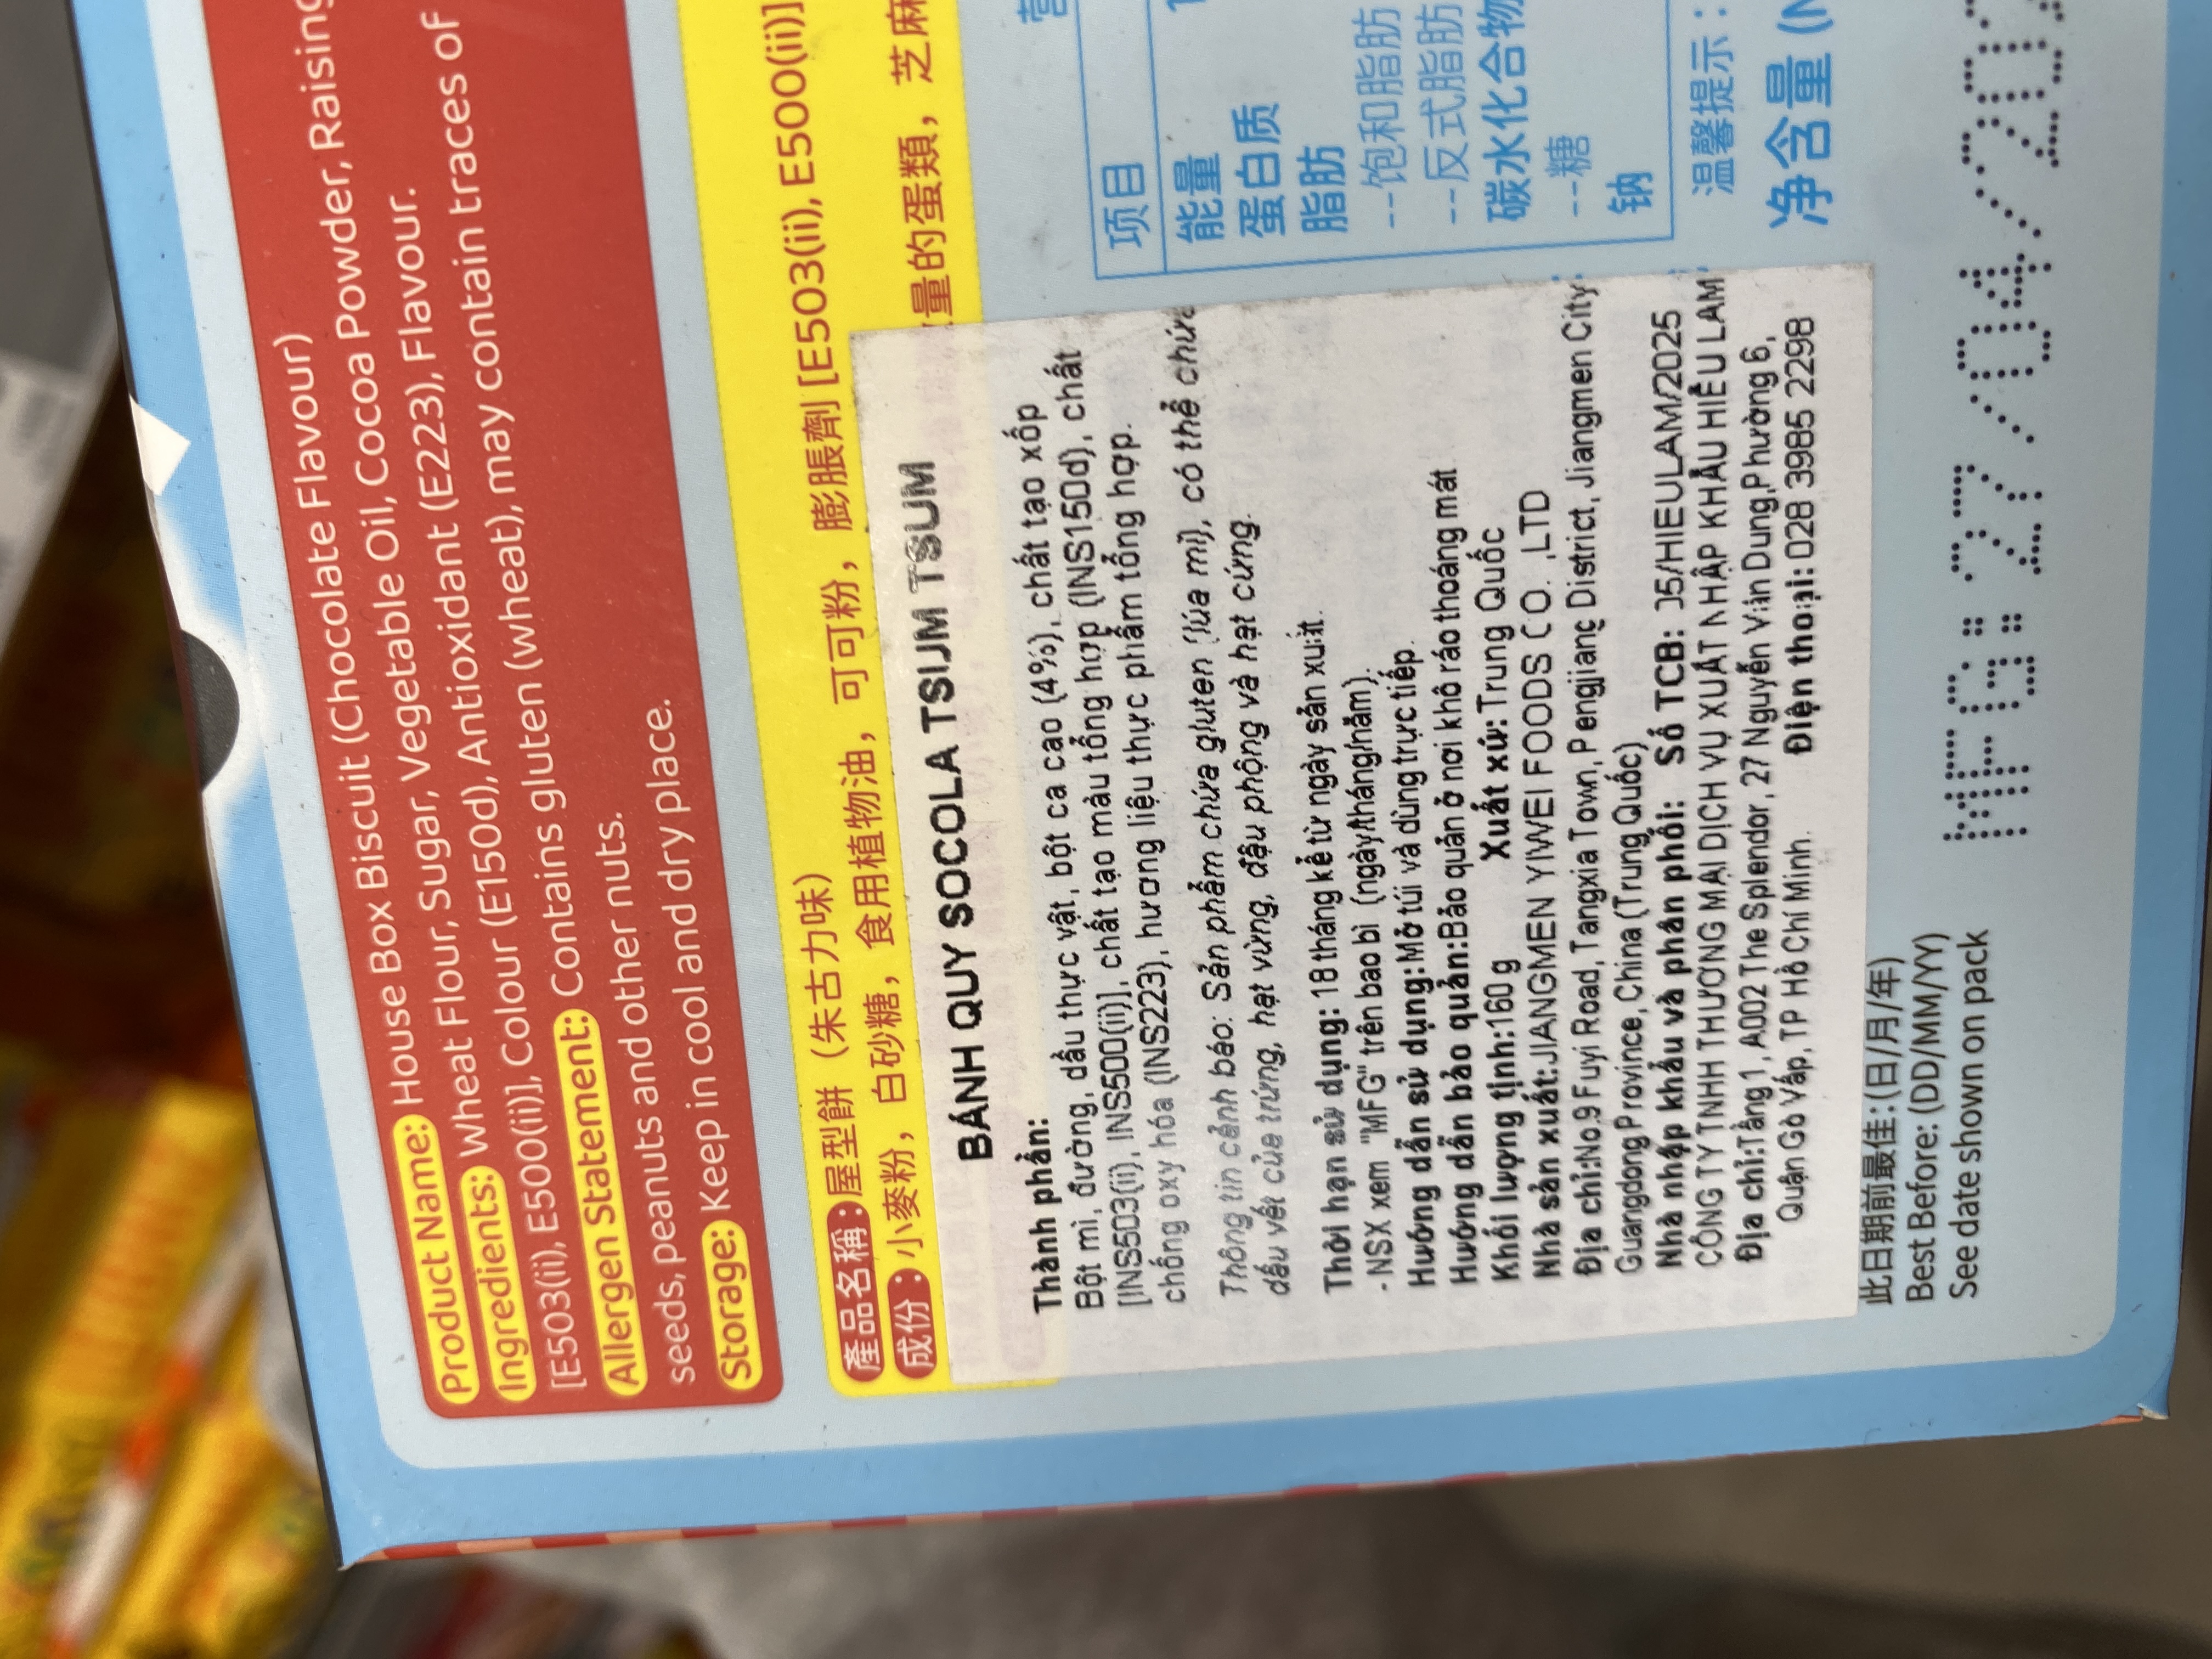 Product Name: House Box Biscuit (Chocolate Flavour)
Ingredients: Wheat Flour, Sugar, Vegetable Oil, Cocoa Powder, Raising
[E503(ii), E500(ii)], Colour (E150d), Antioxidant (E223), Flavour.
Allergen Statement: Contains gluten (wheat), may contain traces of
seeds, peanuts and other nuts.
Storage: Keep in cool and dry place.
產品名稱：屋型餅（朱古力味）
成份：小麥粉，白砂糖，食用植物油，可可粉，膨脹劑 [E503(ii), E500(ii)]
量的蛋類，芝麻
BÁNH QUY SOCOLA TSUM TSUM
Thành phần:
Bột mì, đường, dầu thực vật, bột ca cao (4%), chất tạo xốp
[INS503(ii), INS500(ii)], chất tạo màu tổng hợp (INS150d), chất
chống oxy hóa (INS223), hương liệu thực phẩm tổng hợp.
Thông tin cảnh báo: Sản phẩm chứa gluten (lúa mì), có thể chứa
dấu vết của trứng, hạt vừng, đậu phộng và hạt cứng.
Thời hạn sử dụng: 18 tháng kể từ ngày sản xuất.
- NSX xem "MFG" trên bao bì (ngày/tháng/năm).
Hướng dẫn sử dụng: Mở túi và dùng trực tiếp.
Hướng dẫn bảo quản: Bảo quản ở nơi khô ráo thoáng mát
Khối lượng tịnh: 160 g Xuất xứ: Trung Quốc
Nhà sản xuất: JIANGMEN YIWEI FOODS CO. ,LTD
Địa chỉ: No.9 Fuyi Road, Tangxia Town, Pengjiang District, Jiangmen City
Guangdong Province, China (Trung Quốc)
Nhà nhập khẩu và phân phối: Số TCB: 05/HIEULAM/2025
CÔNG TY TNHH THƯƠNG MẠI DỊCH VỤ XUẤT NHẬP KHẨU HIẾU LAM
Địa chỉ: Tầng 1, A002 The Splendor, 27 Nguyễn Văn Dung, Phường 6,
Quận Gò Vấp, TP Hồ Chí Minh. Điện thoại: 028 3985 2298
项目
能量
蛋白质
脂肪
--饱和脂肪
--反式脂肪
碳水化合物
--糖
钠
温馨提示：
净含量
此日期前最佳：(日/月/年)
Best Before: (DD/MM/YY)
See date shown on pack
MFG: 27/04/202